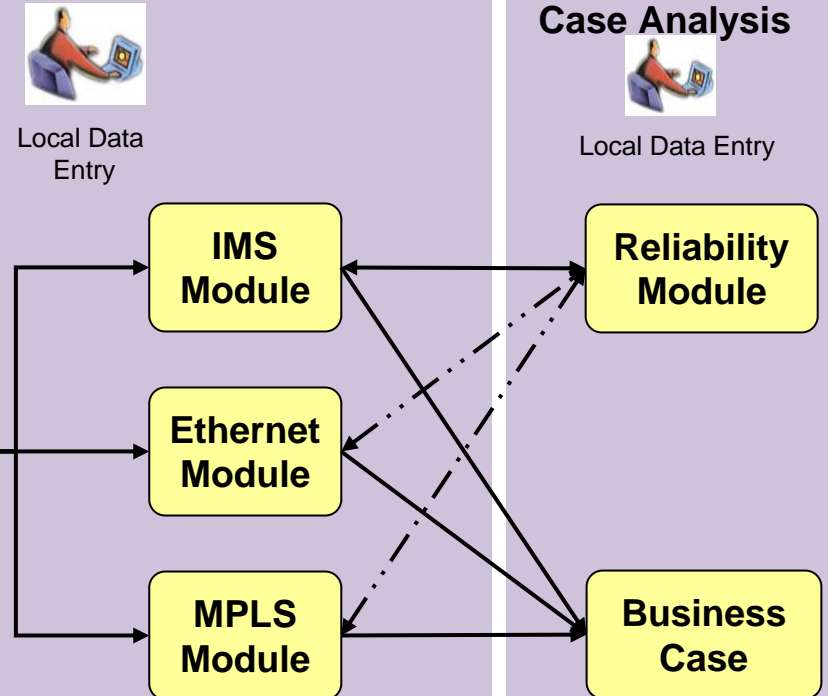 Case Analysis
Local Data
Entry
Local Data Entry
IMS
Module
Reliability
Module
Ethernet
Module
MPLS
Module
Business
Case